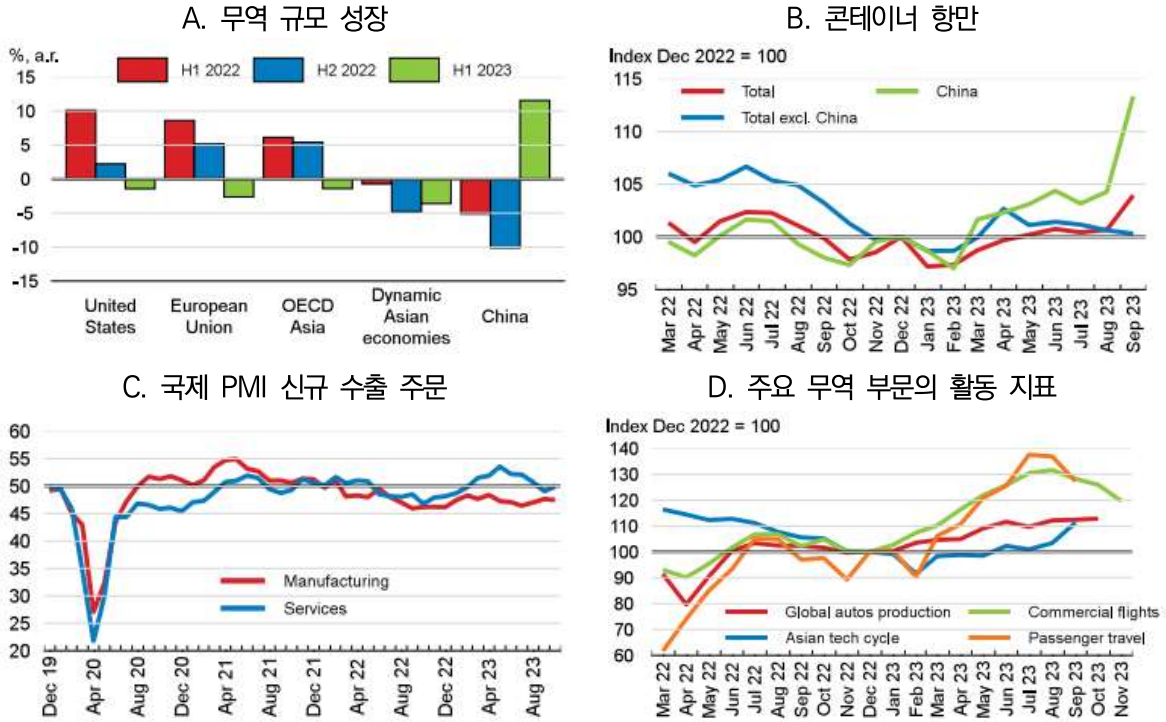 A. 무역 규모 성장
%, a.r.
H1 2022
H2 2022
H1 2023
15
10
5
0
-5
-10
-15
United States
European Union
OECD Asia
Dynamic Asian economies
China
B. 콘테이너 항만
Index Dec 2022 = 100
Total
China
Total excl. China
115
110
105
100
95
Mar 22
Apr 22
May 22
Jun 22
Jul 22
Aug 22
Sep 22
Oct 22
Nov 22
Dec 22
Jan 23
Feb 23
Mar 23
Apr 23
May 23
Jun 23
Jul 23
Aug 23
Sep 23
C. 국제 PMI 신규 수출 주문
60
55
50
45
40
35
30
25
20
Manufacturing
Services
Dec 19
Apr 20
Aug 20
Dec 20
Apr 21
Aug 21
Dec 21
Apr 22
Aug 22
Dec 22
Apr 23
Aug 23
D. 주요 무역 부문의 활동 지표
Index Dec 2022 = 100
140
130
120
110
100
90
80
70
60
Global autos production
Commercial flights
Asian tech cycle
Passenger travel
Mar 22
Apr 22
May 22
Jun 22
Jul 22
Aug 22
Sep 22
Oct 22
Nov 22
Dec 22
Jan 23
Feb 23
Mar 23
Apr 23
May 23
Jun 23
Jul 23
Aug 23
Sep 23
Oct 23
Nov 23